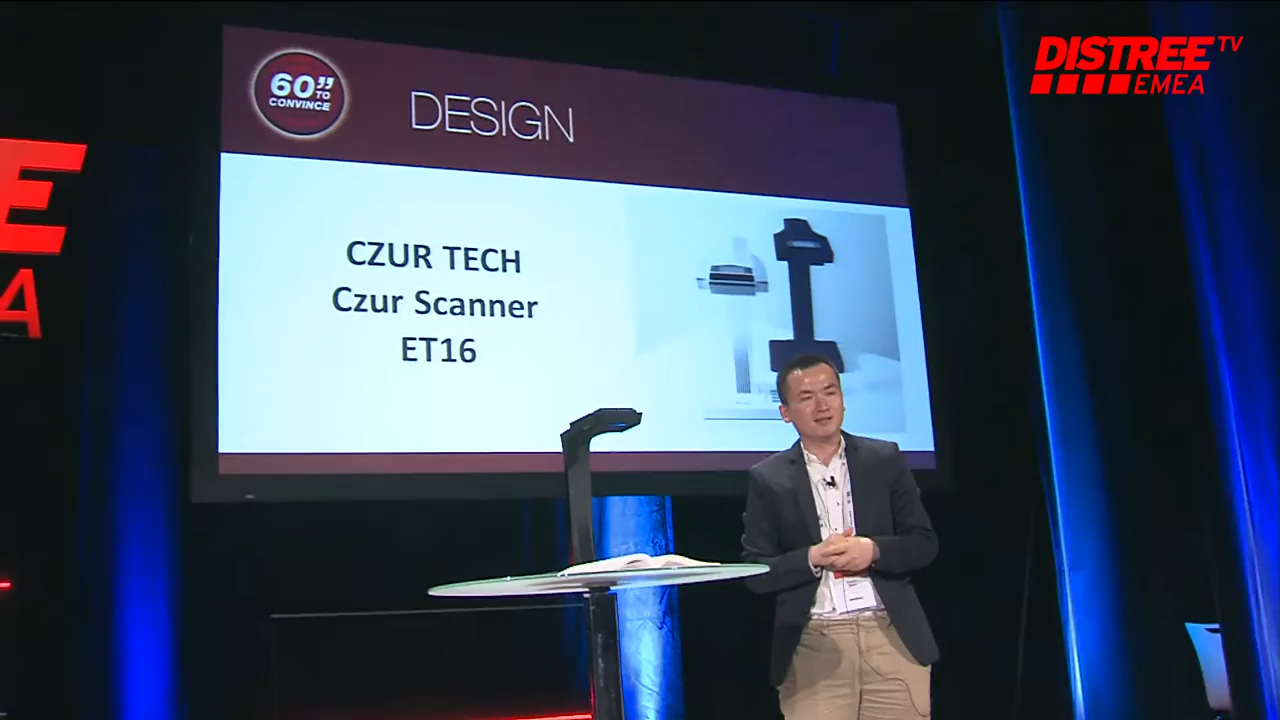 DISTREE TV
EMEA
60”
TO
CONVINCE
DESIGN
CZUR TECH
Czur Scanner
ET16
E
A